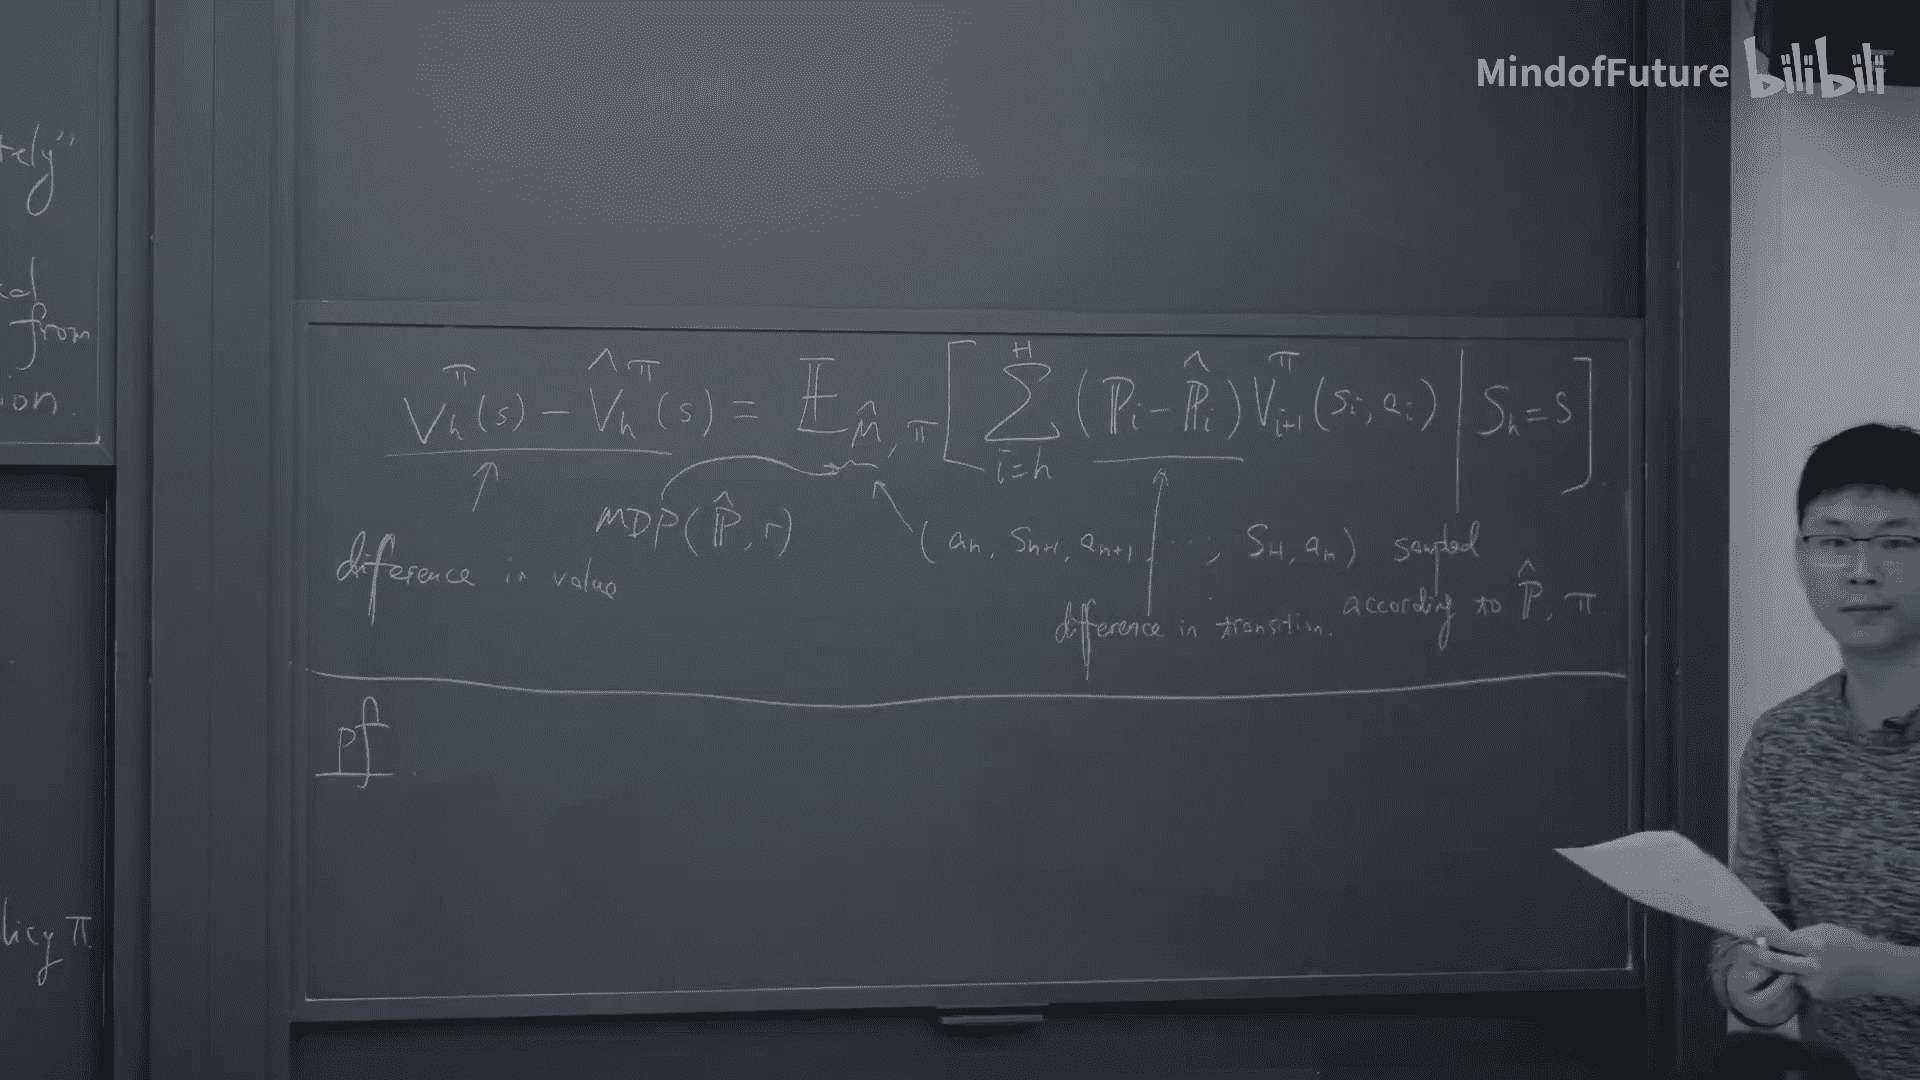 MindofFuture bilibili
tely"
from
ion.
licy π
V_h^π(s) − V̂_h^π(s) = 𝔼_{M̂, π} [ ∑_{i=h}^{H} (ℙ_i − ℙ̂_i) V_{i+1}^π (s_i, a_i) | S_h = s ].
MDP(ℙ̂, r)
(a_h, S_{h+1}, a_{h+1}, ⋯, S_H, a_H) sampled
according to ℙ̂, π
difference in value
difference in transition.
pf